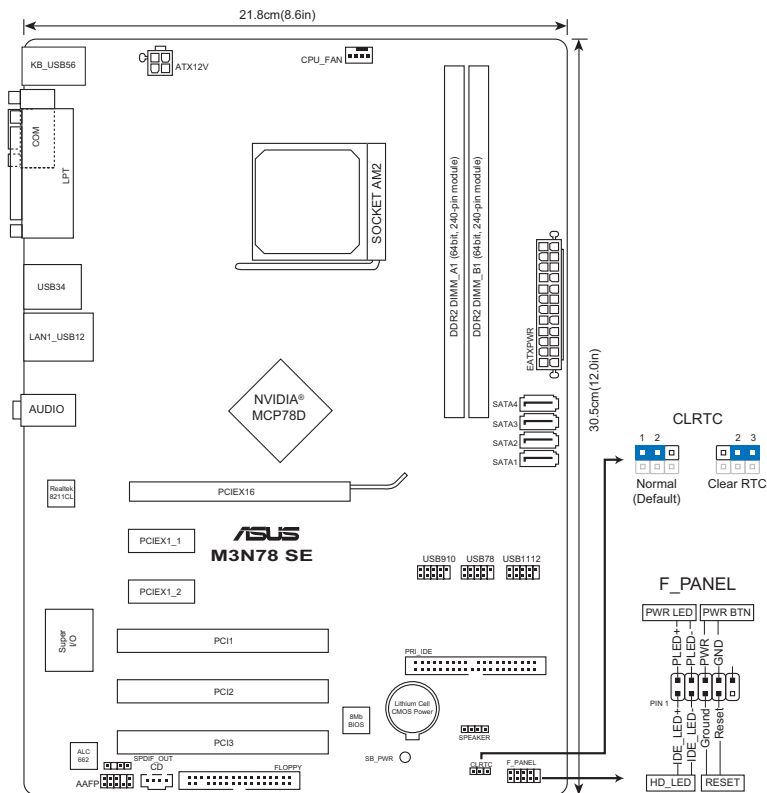 21.8cm(8.6in)
KB_USB56
ATX12V
CPU_FAN
COM
LPT
SOCKET AM2
DDR2 DIMM_A1 (64bit, 240-pin module)
DDR2 DIMM_B1 (64bit, 240-pin module)
EATXPWR
30.5cm(12.0in)
USB34
LAN1_USB12
AUDIO
NVIDIA®
MCP78D
SATA4
SATA3
SATA2
SATA1
CLRTC
1 2
2 3
Normal
(Default)
Clear RTC
Realtek
8211CL
PCIEX16
PCIEX1_1
ASUS
M3N78 SE
USB910
USB78
USB1112
PCIEX1_2
Super
I/O
PCI1
PRI_IDE
PCI2
Lithium Cell
CMOS Power
8Mb
BIOS
SPEAKER
PCI3
SB_PWR
ALC
662
SPDIF_OUT
CD
FLOPPY
AAFP
CLRTC
F_PANEL
F_PANEL
PWR LED
PWR BTN
PLED+
PLED-
PWR
GND
PIN 1
IDE_LED+
IDE_LED-
Ground
Reset
HD_LED
RESET